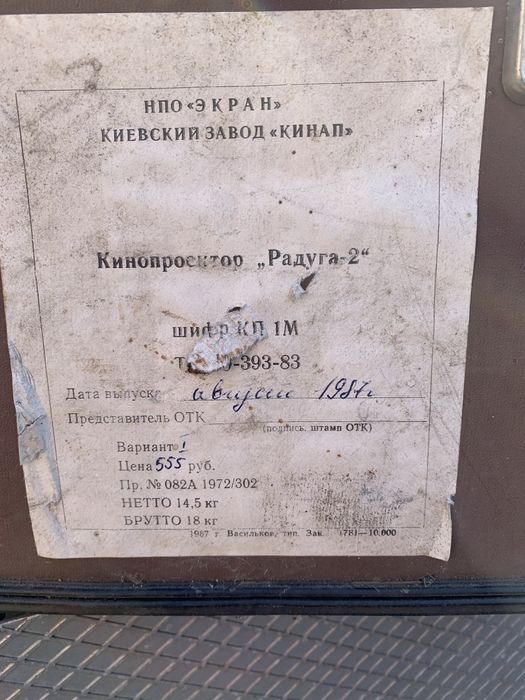 НПО «ЭКРАН»
КИЕВСКИЙ ЗАВОД «КИНАП»
Кинопроектор „Радуга-2“
шифр КП 1М
-393-83
Дата выпуска август 1987г.
Представитель ОТК
(подпись, штамп ОТК)
Вариант I
Цена 555 руб.
Пр. № 082А 1972/302
НЕТТО 14,5 кг
БРУТТО 18 кг
1987 г. Васильков, тип. Зак. 1781—10.000